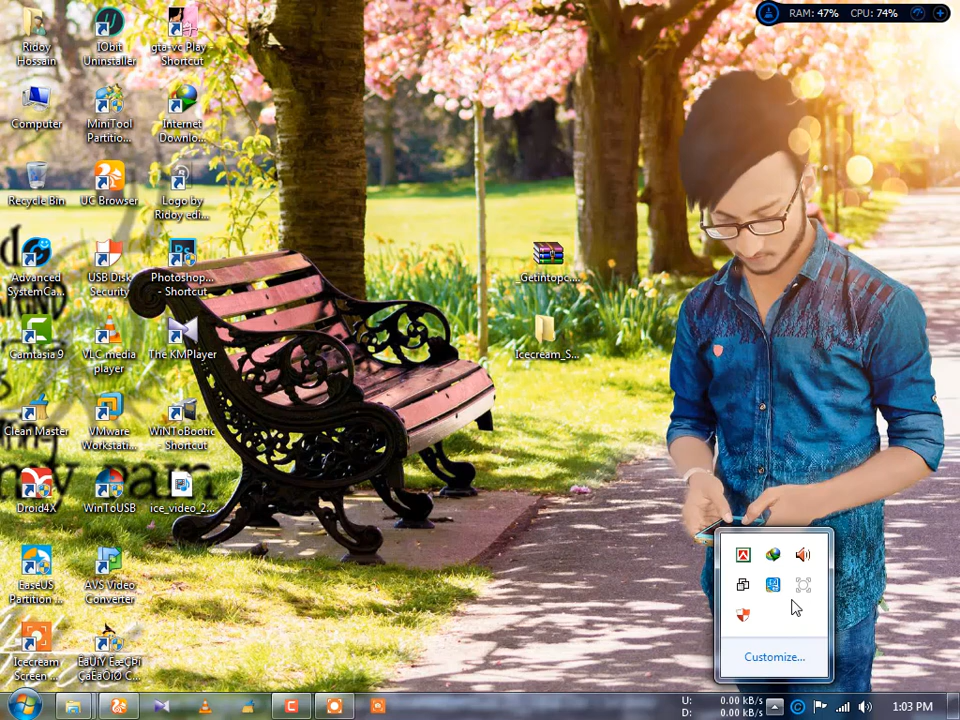 RAM: 47% CPU: 74%
Ridoy
Hossain
IObit
Uninstaller
gta-vc Play -
Shortcut
Computer
MiniTool
Partitio...
Internet
Downlo...
Recycle Bin
UC Browser
Logo by
Ridoy edi...
Advanced
SystemCa...
USB Disk
Security
Photoshop...
- Shortcut
_Getintopc....
Camtasia 9
VLC media
player
The KMPlayer
Icecream_S...
Clean Master
VMware
Workstati...
WiNToBootic
- Shortcut
Droid4X
WinToUSB
ice_video_2...
EaseUS
Partition ...
AVS Video
Converter
Icecream
Screen ...
Customize...
U: 0.00 kB/s
D: 0.00 kB/s
1:03 PM